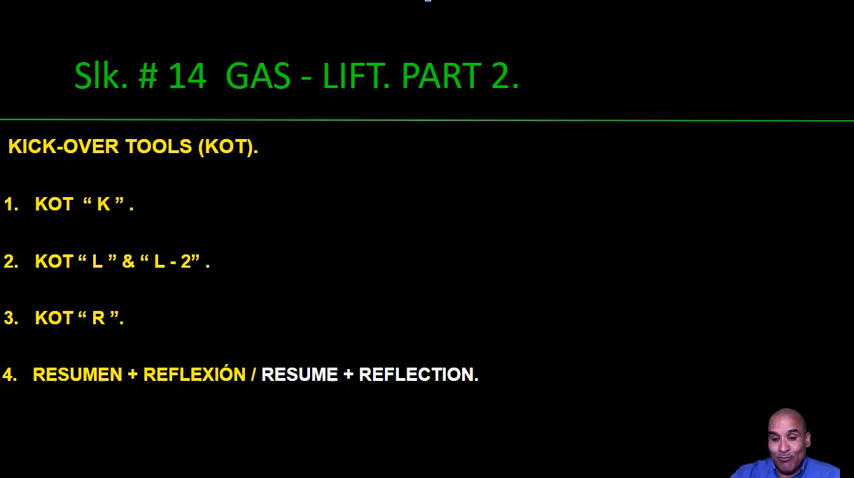 Slk. # 14 GAS - LIFT. PART 2.
KICK-OVER TOOLS (KOT).
1. KOT “ K ” .
2. KOT “ L ” & “ L - 2” .
3. KOT “ R ”.
4. RESUMEN + REFLEXIÓN / RESUME + REFLECTION.